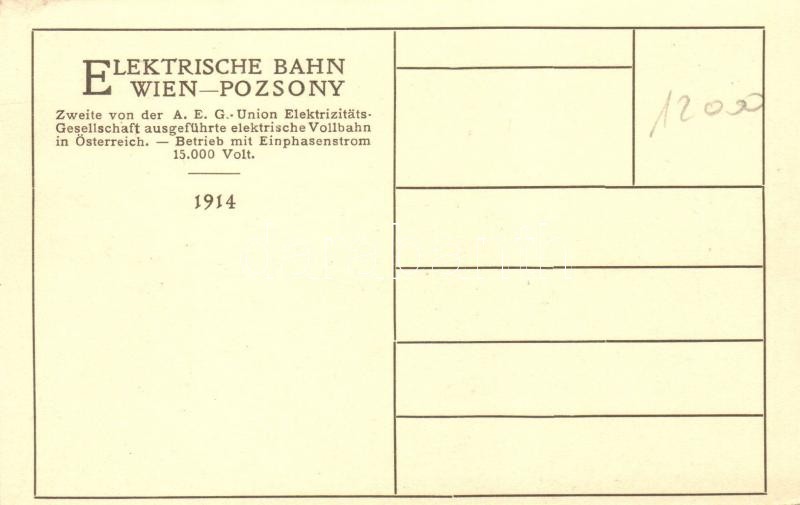 ELEKTRISCHE BAHN
WIEN—POZSONY
Zweite von der A. E. G.-Union Elektrizitäts-
Gesellschaft ausgeführte elektrische Vollbahn
in Österreich. — Betrieb mit Einphasenstrom
15.000 Volt.
1914
12000